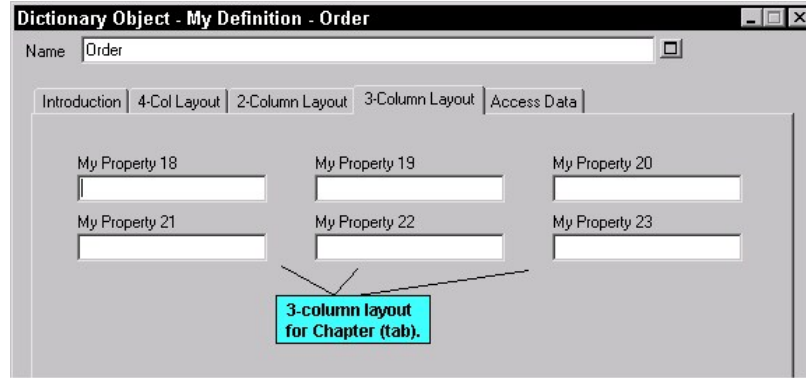 Dictionary Object - My Definition - Order
Name Order
Introduction 4-Col Layout 2-Column Layout 3-Column Layout Access Data
My Property 18 My Property 19 My Property 20
My Property 21 My Property 22 My Property 23
3-column layout
for Chapter (tab).